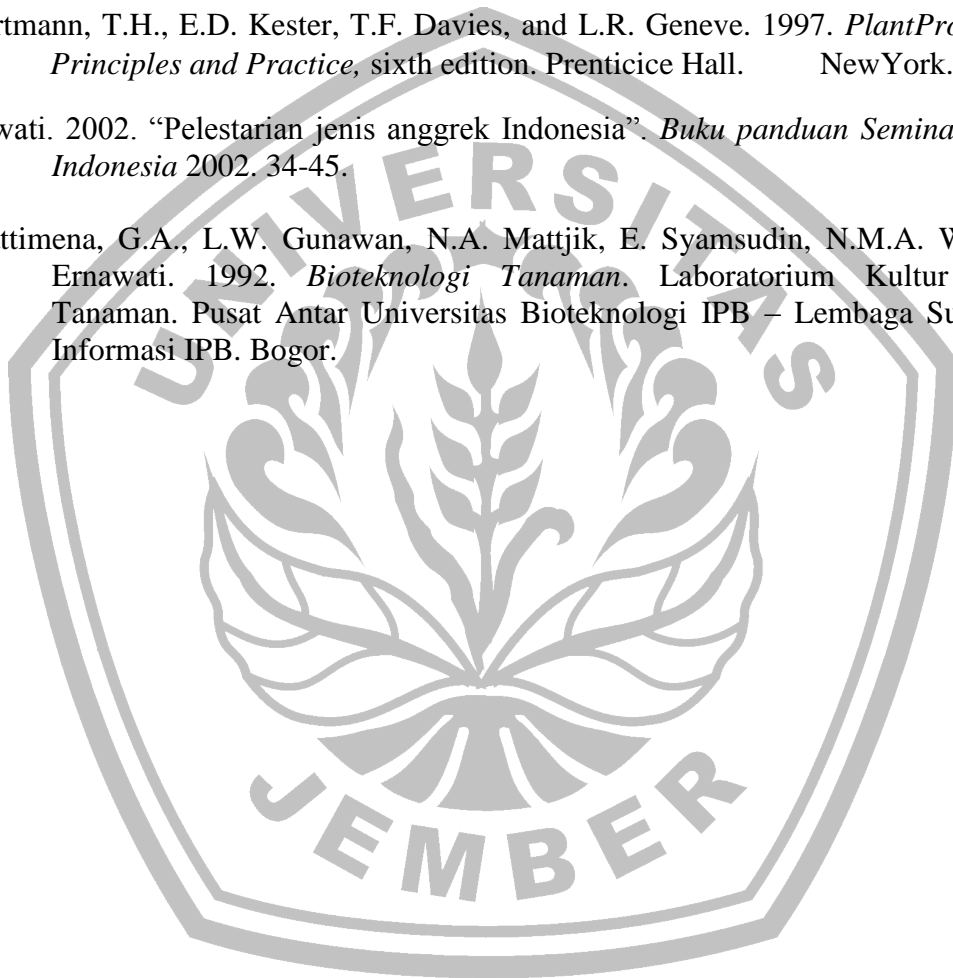 rtmann, T.H., E.D. Kester, T.F. Davies, and L.R. Geneve. 1997. PlantPro
Principles and Practice, sixth edition. Prenticice Hall. NewYork.
wati. 2002. “Pelestarian jenis anggrek Indonesia”. Buku panduan Semina
Indonesia 2002. 34-45.
ttimena, G.A., L.W. Gunawan, N.A. Mattjik, E. Syamsudin, N.M.A. W
Ernawati. 1992. Bioteknologi Tanaman. Laboratorium Kultur
Tanaman. Pusat Antar Universitas Bioteknologi IPB – Lembaga Su
Informasi IPB. Bogor.
UNIVERSITAS
JEMBER